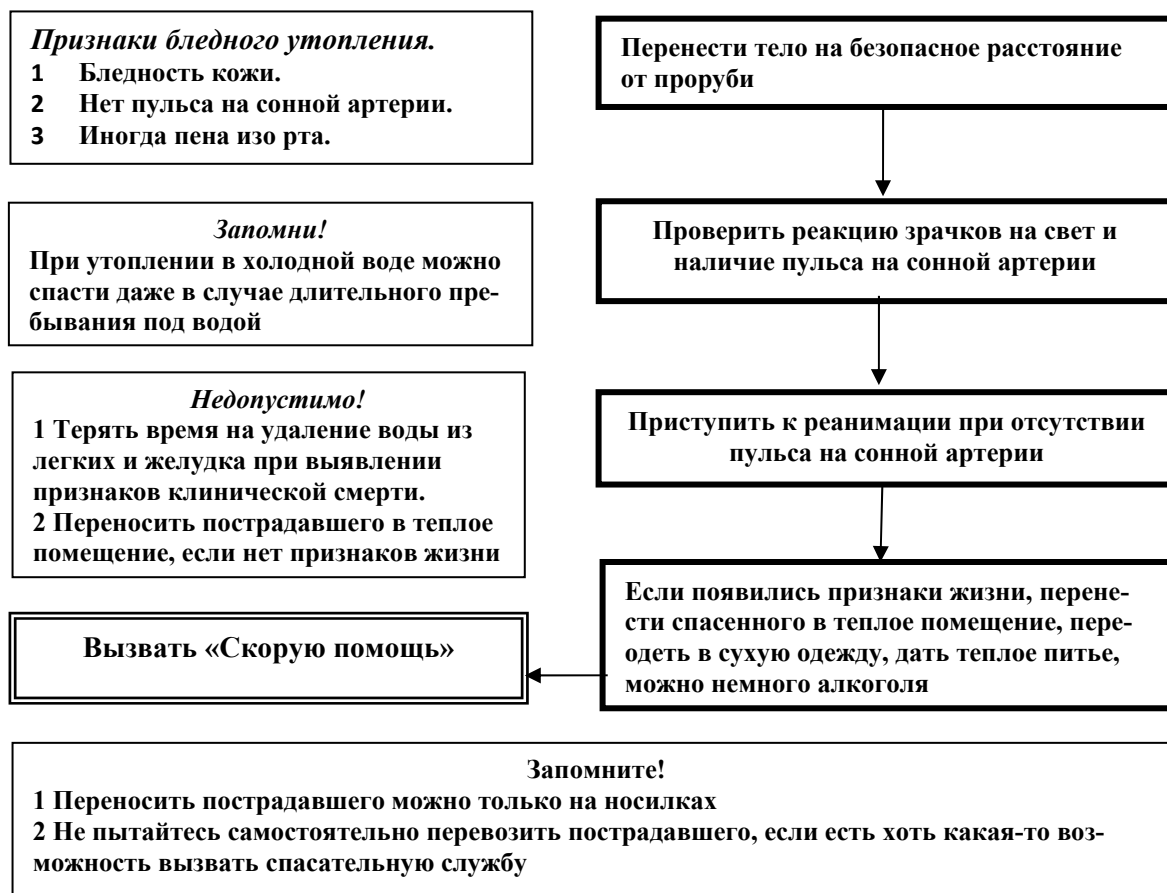 Признаки бледного утопления.
1 Бледность кожи.
2 Нет пульса на сонной артерии.
3 Иногда пена изо рта.
Запомни!
При утоплении в холодной воде можно
спасти даже в случае длительного пре-
бывания под водой
Недопустимо!
1 Терять время на удаление воды из
легких и желудка при выявлении
признаков клинической смерти.
2 Переносить пострадавшего в теплое
помещение, если нет признаков жизни
Перенести тело на безопасное расстояние
от проруби
Проверить реакцию зрачков на свет и
наличие пульса на сонной артерии
Приступить к реанимации при отсутствии
пульса на сонной артерии
Если появились признаки жизни, перене-
сти спасенного в теплое помещение, пере-
одеть в сухую одежду, дать теплое питье,
можно немного алкоголя
Вызвать «Скорую помощь»
Запомните!
1 Переносить пострадавшего можно только на носилках
2 Не пытайтесь самостоятельно перевозить пострадавшего, если есть хоть какая-то воз-
можность вызвать спасательную службу